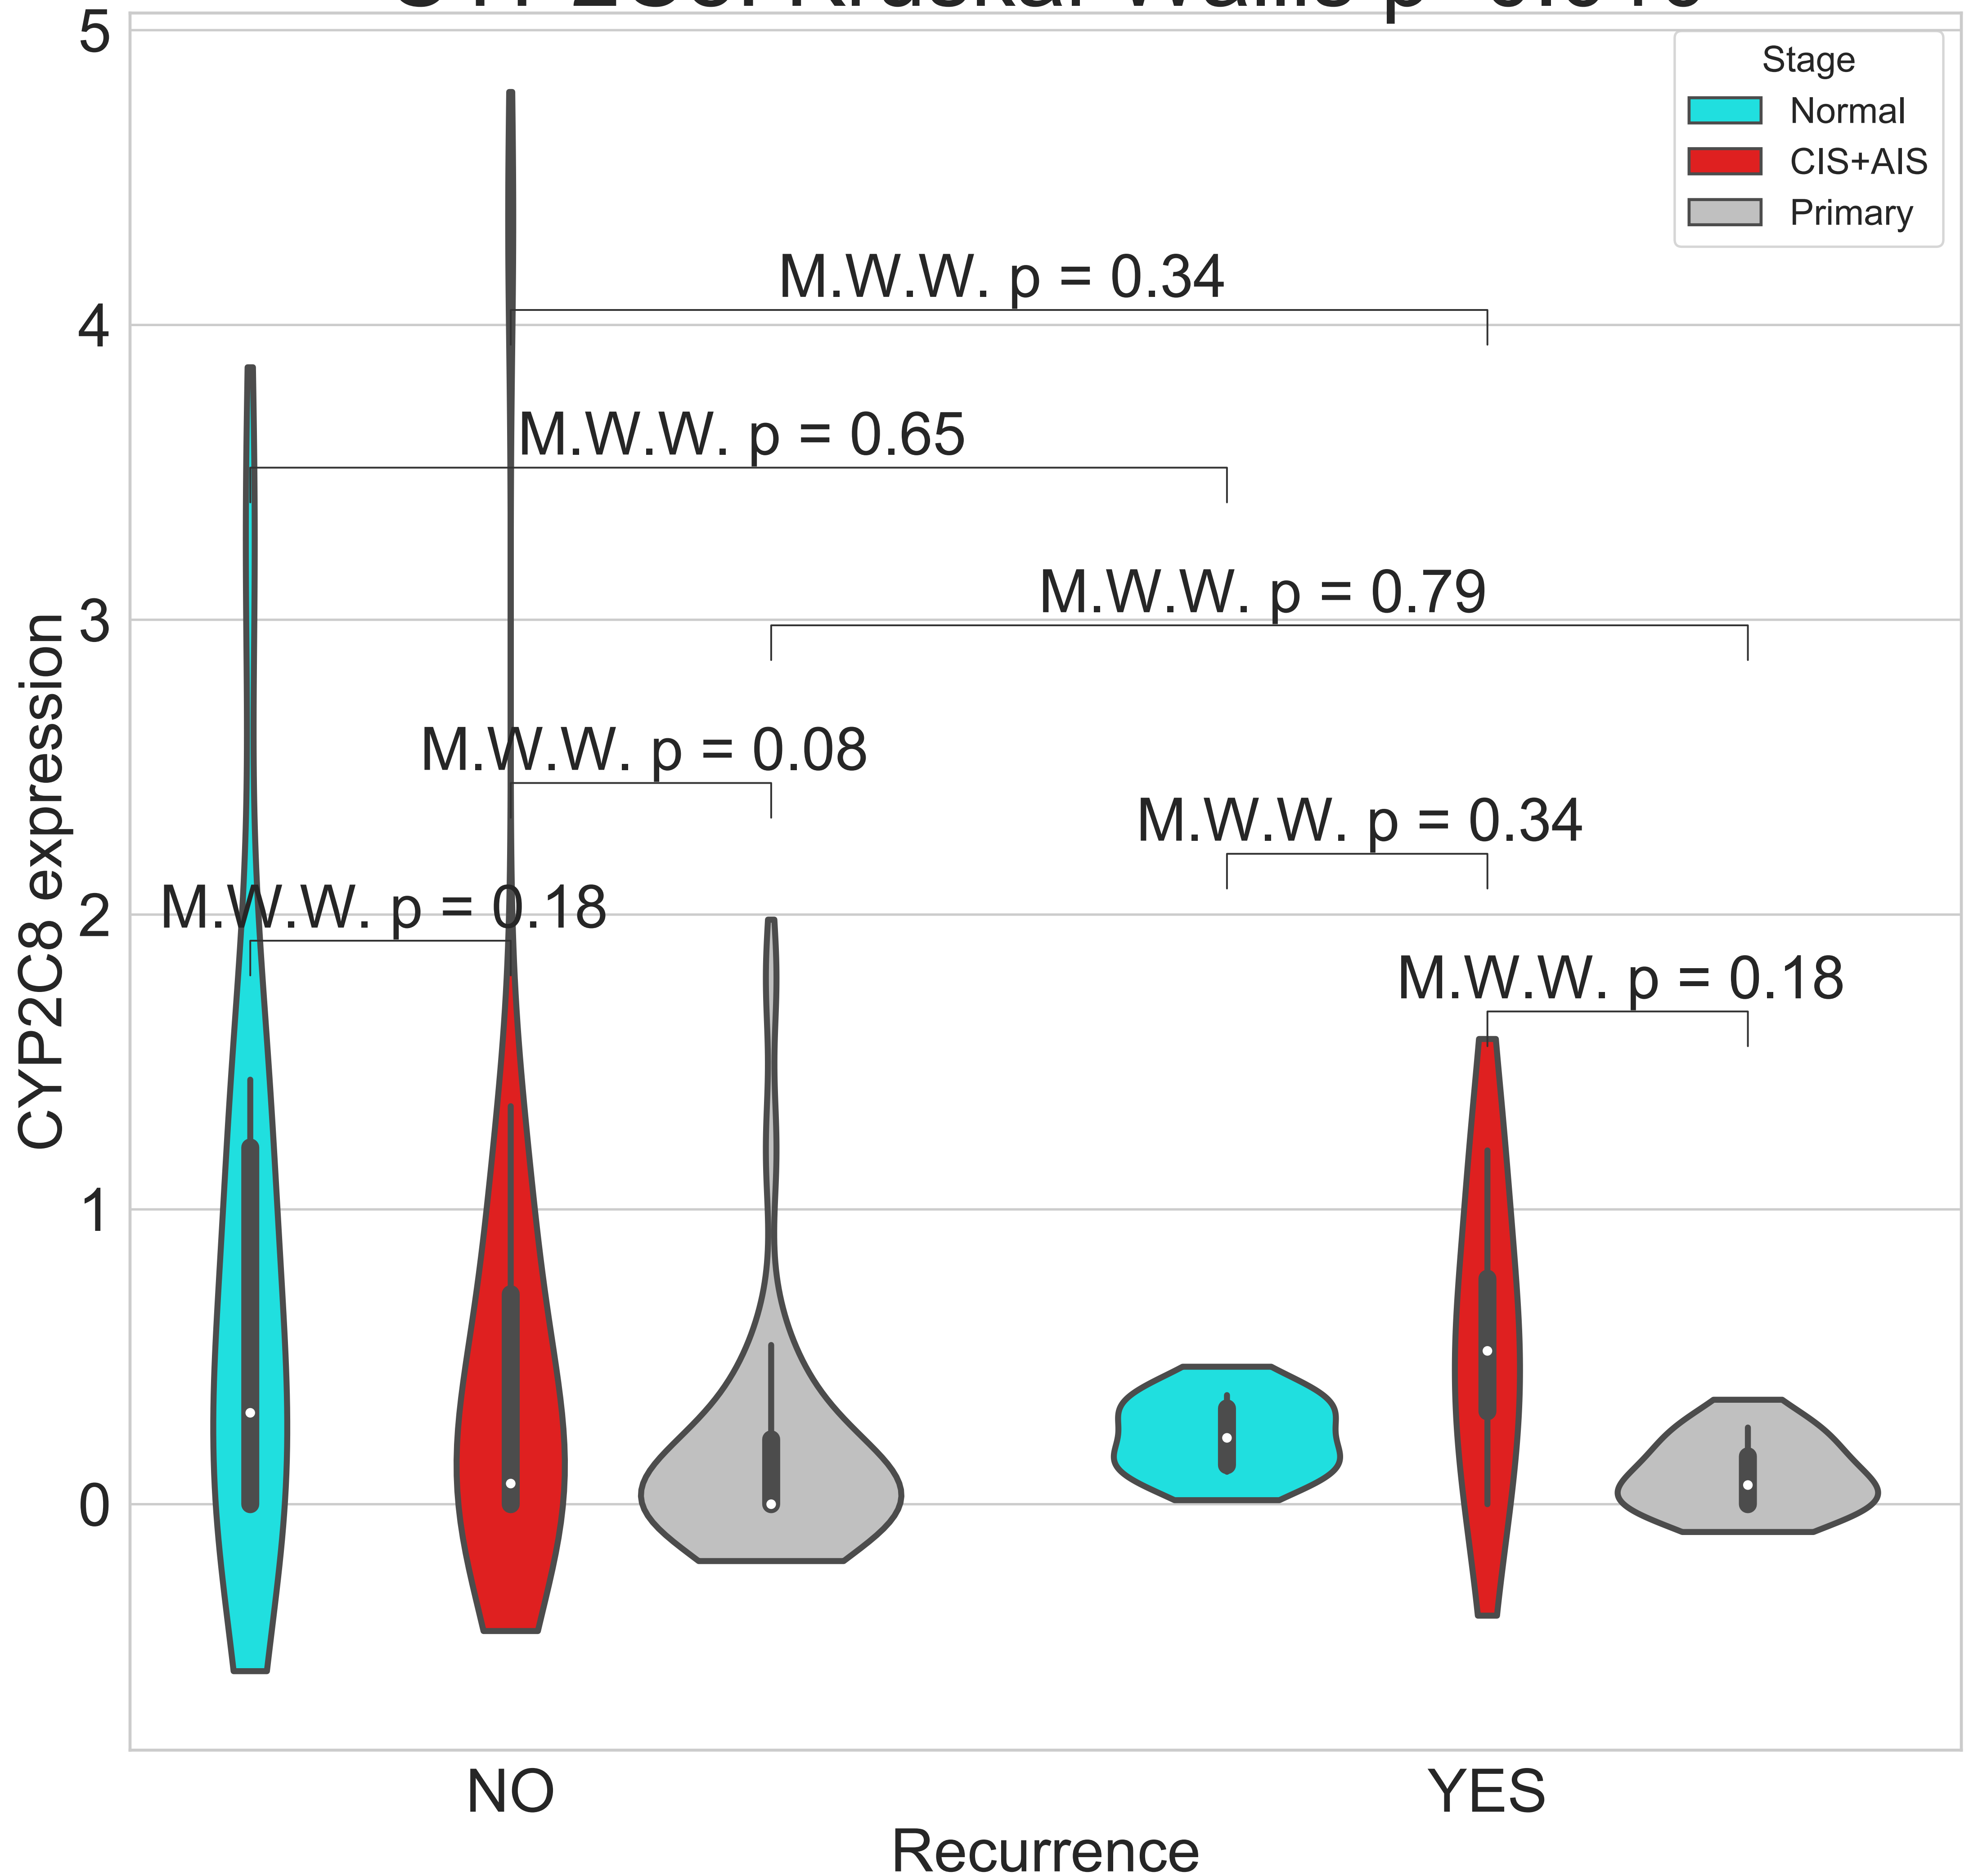 5
Stage
Normal
CIS+AIS
Primary
M.W.W. p = 0.34
4
M.W.W. p = 0.65
M.W.W. p = 0.79
3
M.W.W. p = 0.08
M.W.W. p = 0.34
M.W.W. p = 0.18
2
M.W.W. p = 0.18
CYP2C8 expression
1
0
NO
YES
Recurrence